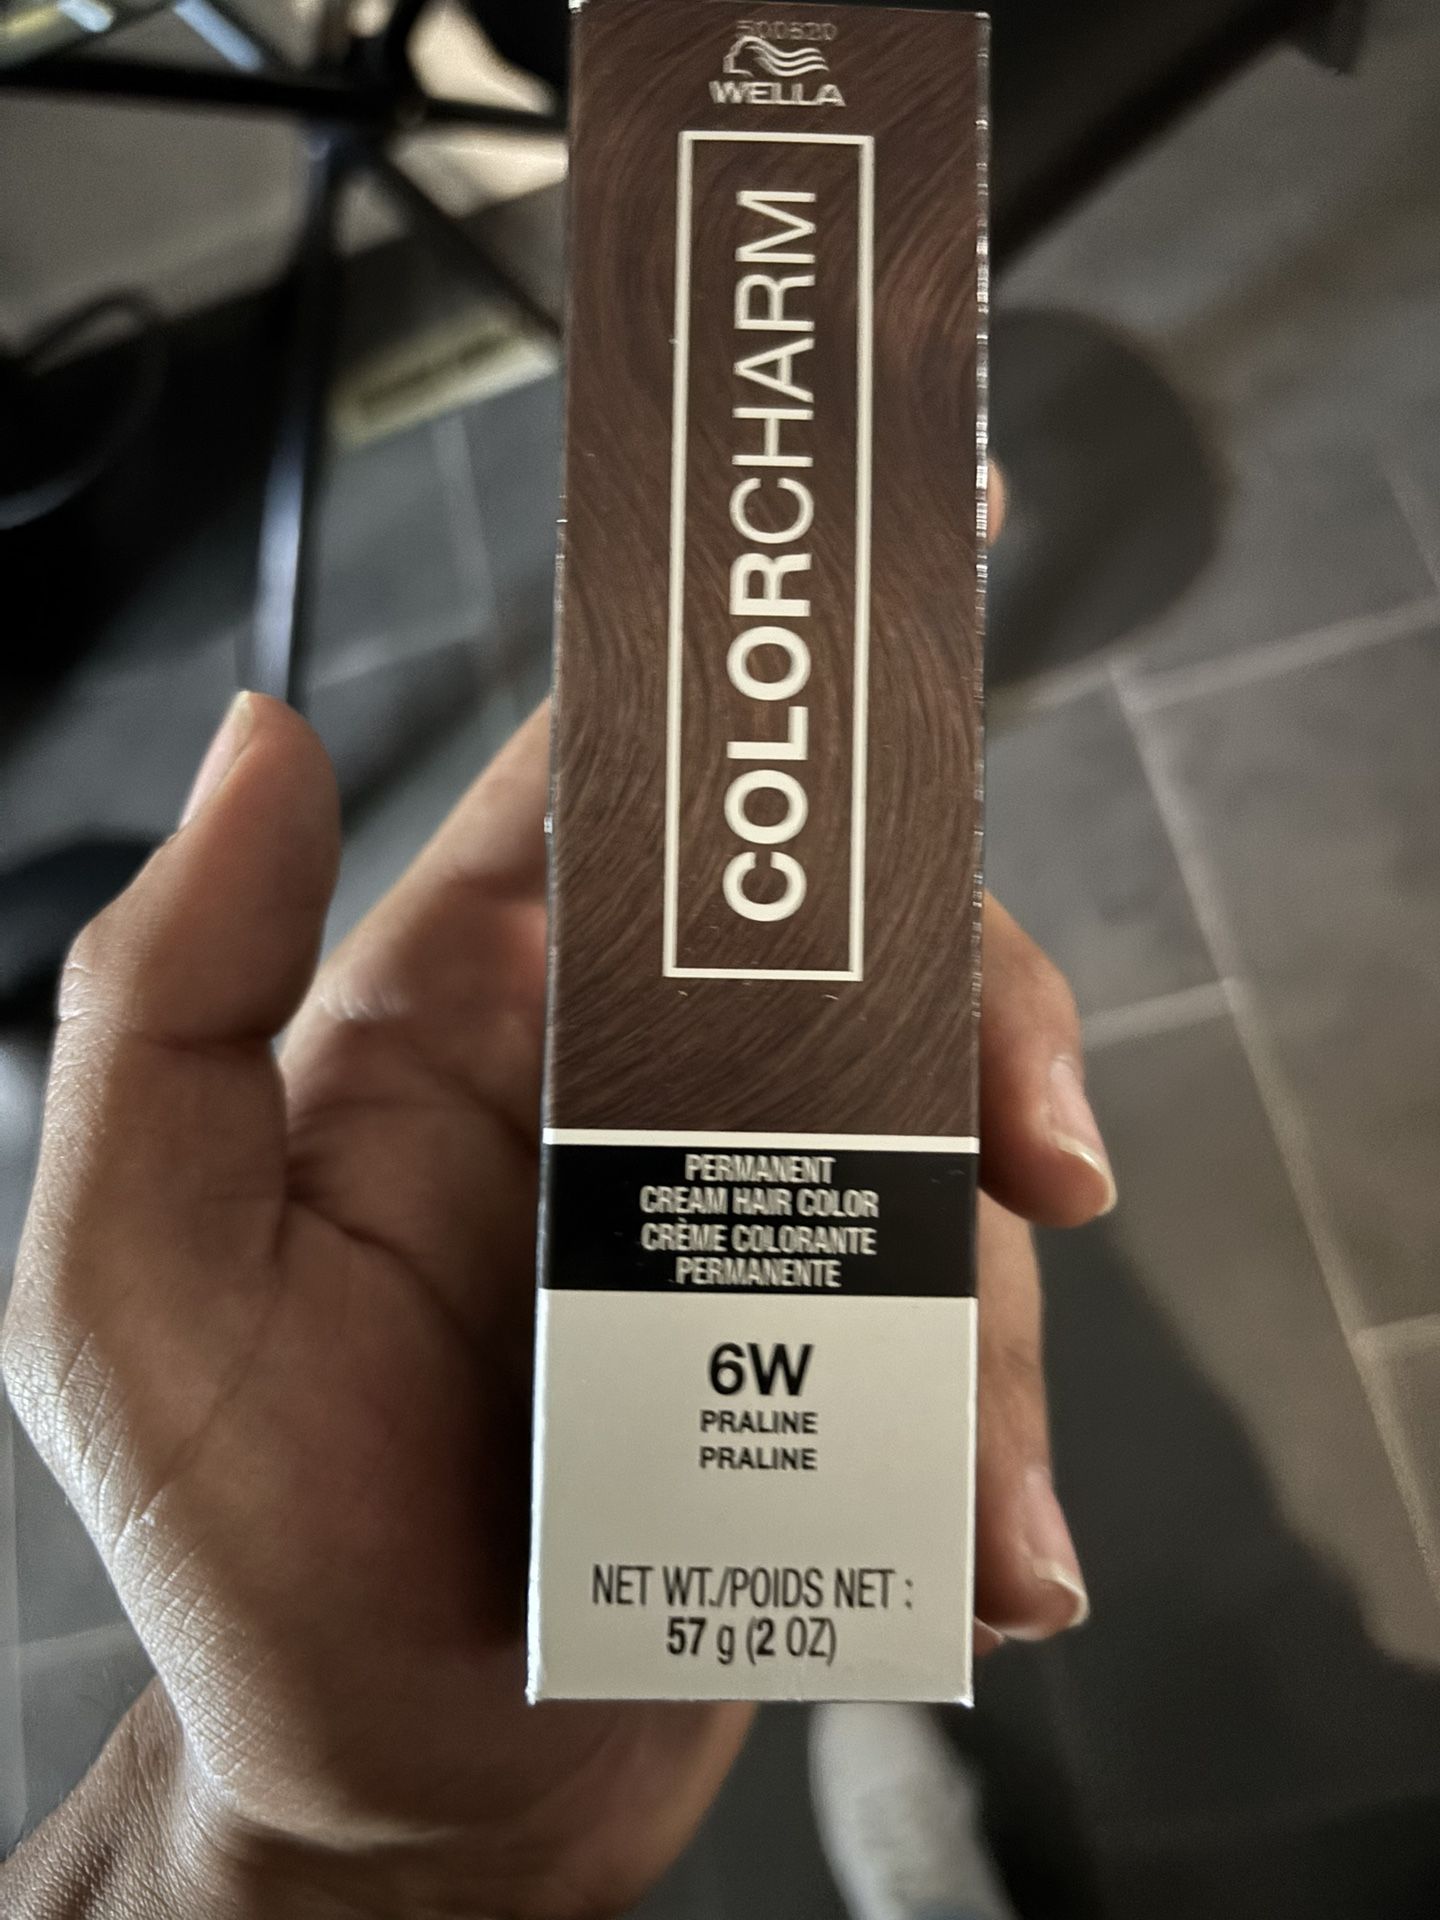 500620
WELLA
COLORCHARM
PERMANENT
CREAM HAIR COLOR
CRÈME COLORANTE
PERMANENTE
6W
PRALINE
PRALINE
NET WT./POIDS NET :
57 g (2 OZ)